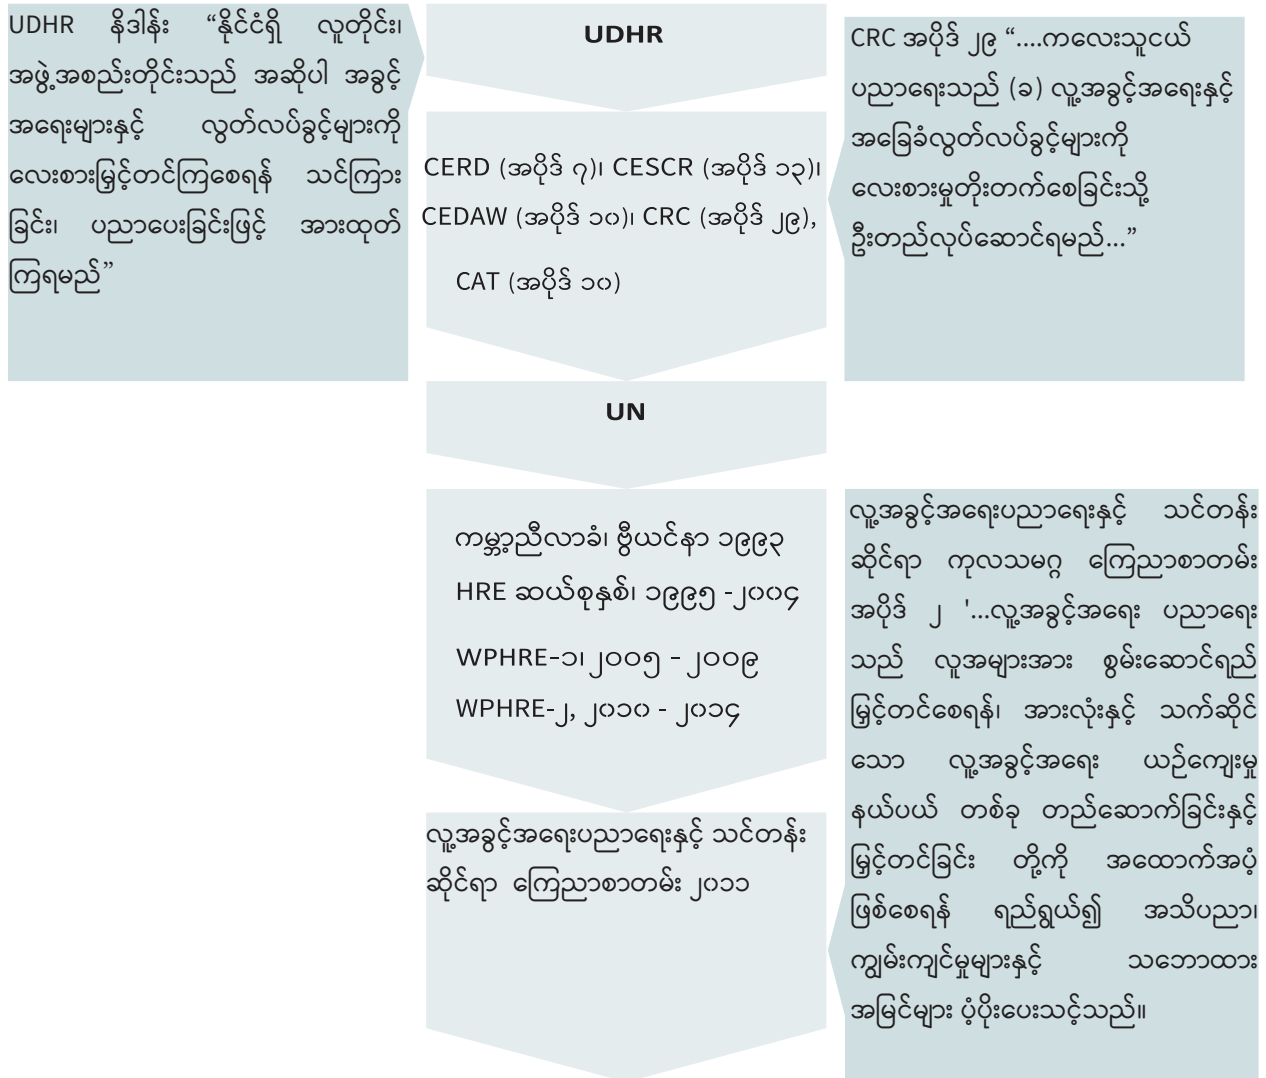 UDHR နိဒါန်း “နိုင်ငံရှိ လူတိုင်း၊
အဖွဲ့အစည်းတိုင်းသည် အဆိုပါ အခွင့်
အရေးများနှင့် လွတ်လပ်ခွင့်များကို
လေးစားမြှင့်တင်ကြစေရန် သင်ကြား
ခြင်း၊ ပညာပေးခြင်းဖြင့် အားထုတ်
ကြရမည်”
UDHR
CERD (အပိုဒ် ၇)၊ CESCR (အပိုဒ် ၁၃)၊
CEDAW (အပိုဒ် ၁၀)၊ CRC (အပိုဒ် ၂၉),
CAT (အပိုဒ် ၁၀)
CRC အပိုဒ် ၂၉ “....ကလေးသူငယ်
ပညာရေးသည် (ခ) လူ့အခွင့်အရေးနှင့်
အခြေခံလွတ်လပ်ခွင့်များကို
လေးစားမှုတိုးတက်စေခြင်းသို့
ဦးတည်လုပ်ဆောင်ရမည်...”
UN
ကမ္ဘာ့ညီလာခံ၊ ဗွီယင်နာ ၁၉၉၃
HRE ဆယ်စုနှစ်၊ ၁၉၉၅ -၂၀၀၄
WPHRE-၁၊ ၂၀၀၅ - ၂၀၀၉
WPHRE-၂, ၂၀၁၀ - ၂၀၁၄
လူ့အခွင့်အရေးပညာရေးနှင့် သင်တန်း
ဆိုင်ရာ ကြေညာစာတမ်း ၂၀၁၁
လူ့အခွင့်အရေးပညာရေးနှင့် သင်တန်း
ဆိုင်ရာ ကုလသမဂ္ဂ ကြေညာစာတမ်း
အပိုဒ် ၂ '...လူ့အခွင့်အရေး ပညာရေး
သည် လူအများအား စွမ်းဆောင်ရည်
မြှင့်တင်စေရန်၊ အားလုံးနှင့် သက်ဆိုင်
သော လူ့အခွင့်အရေး ယဉ်ကျေးမှု
နယ်ပယ် တစ်ခု တည်ဆောက်ခြင်းနှင့်
မြှင့်တင်ခြင်း တို့ကို အထောက်အပံ့
ဖြစ်စေရန် ရည်ရွယ်၍ အသိပညာ၊
ကျွမ်းကျင်မှုများနှင့် သဘောထား
အမြင်များ ပံ့ပိုးပေးသင့်သည်။